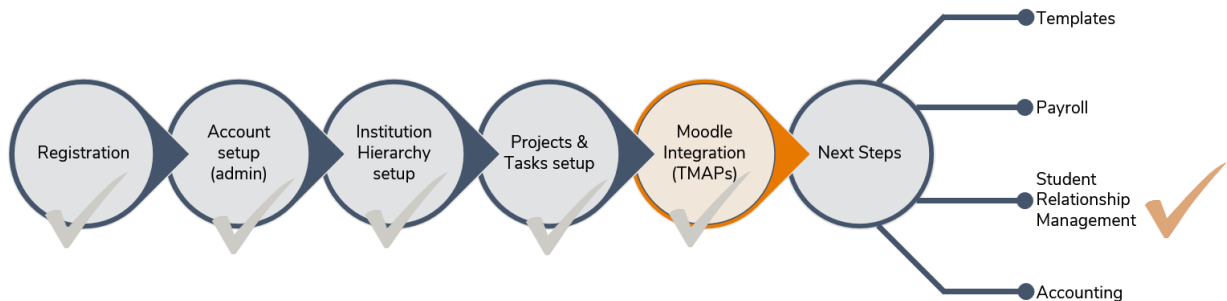 Registration
Account
setup
(admin)
Institution
Hierarchy
setup
Projects &
Tasks setup
Moodle
Integration
(TMAPs)
Next Steps
Templates
Payroll
Student
Relationship
Management
Accounting